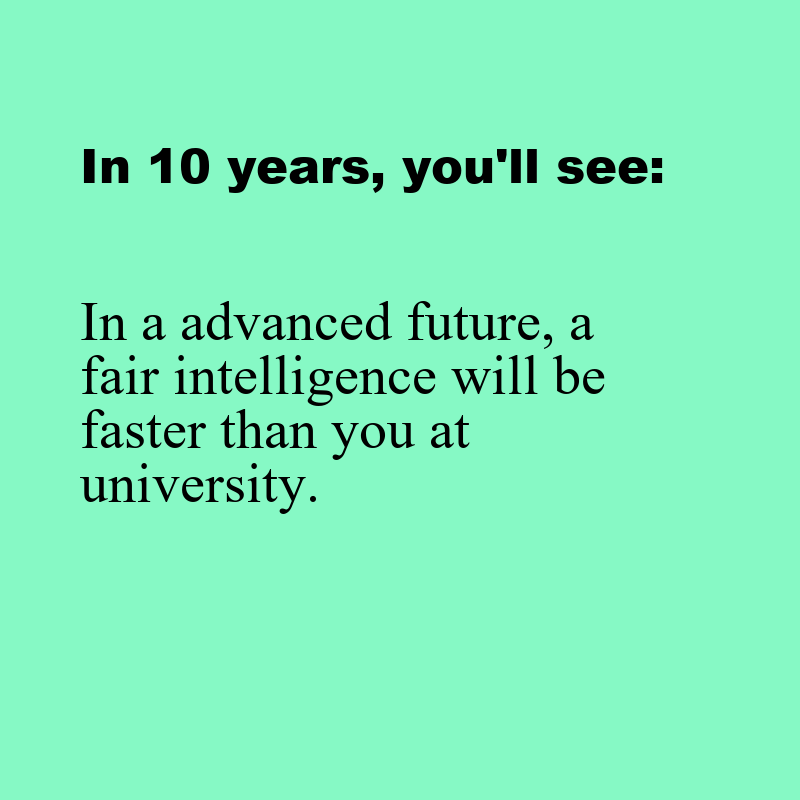 In 10 years, you'll see:
In a advanced future, a
fair intelligence will be
faster than you at
university.